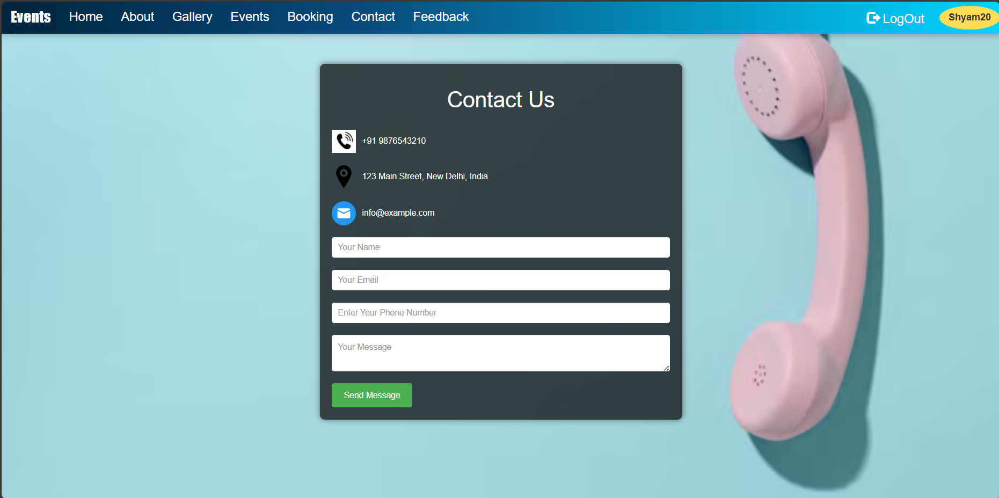 Events Home About Gallery Events Booking Contact Feedback LogOut Shyam20
Contact Us
+91 9876543210
123 Main Street, New Delhi, India
info@example.com
Your Name
Your Email
Enter Your Phone Number
Your Message
Send Message